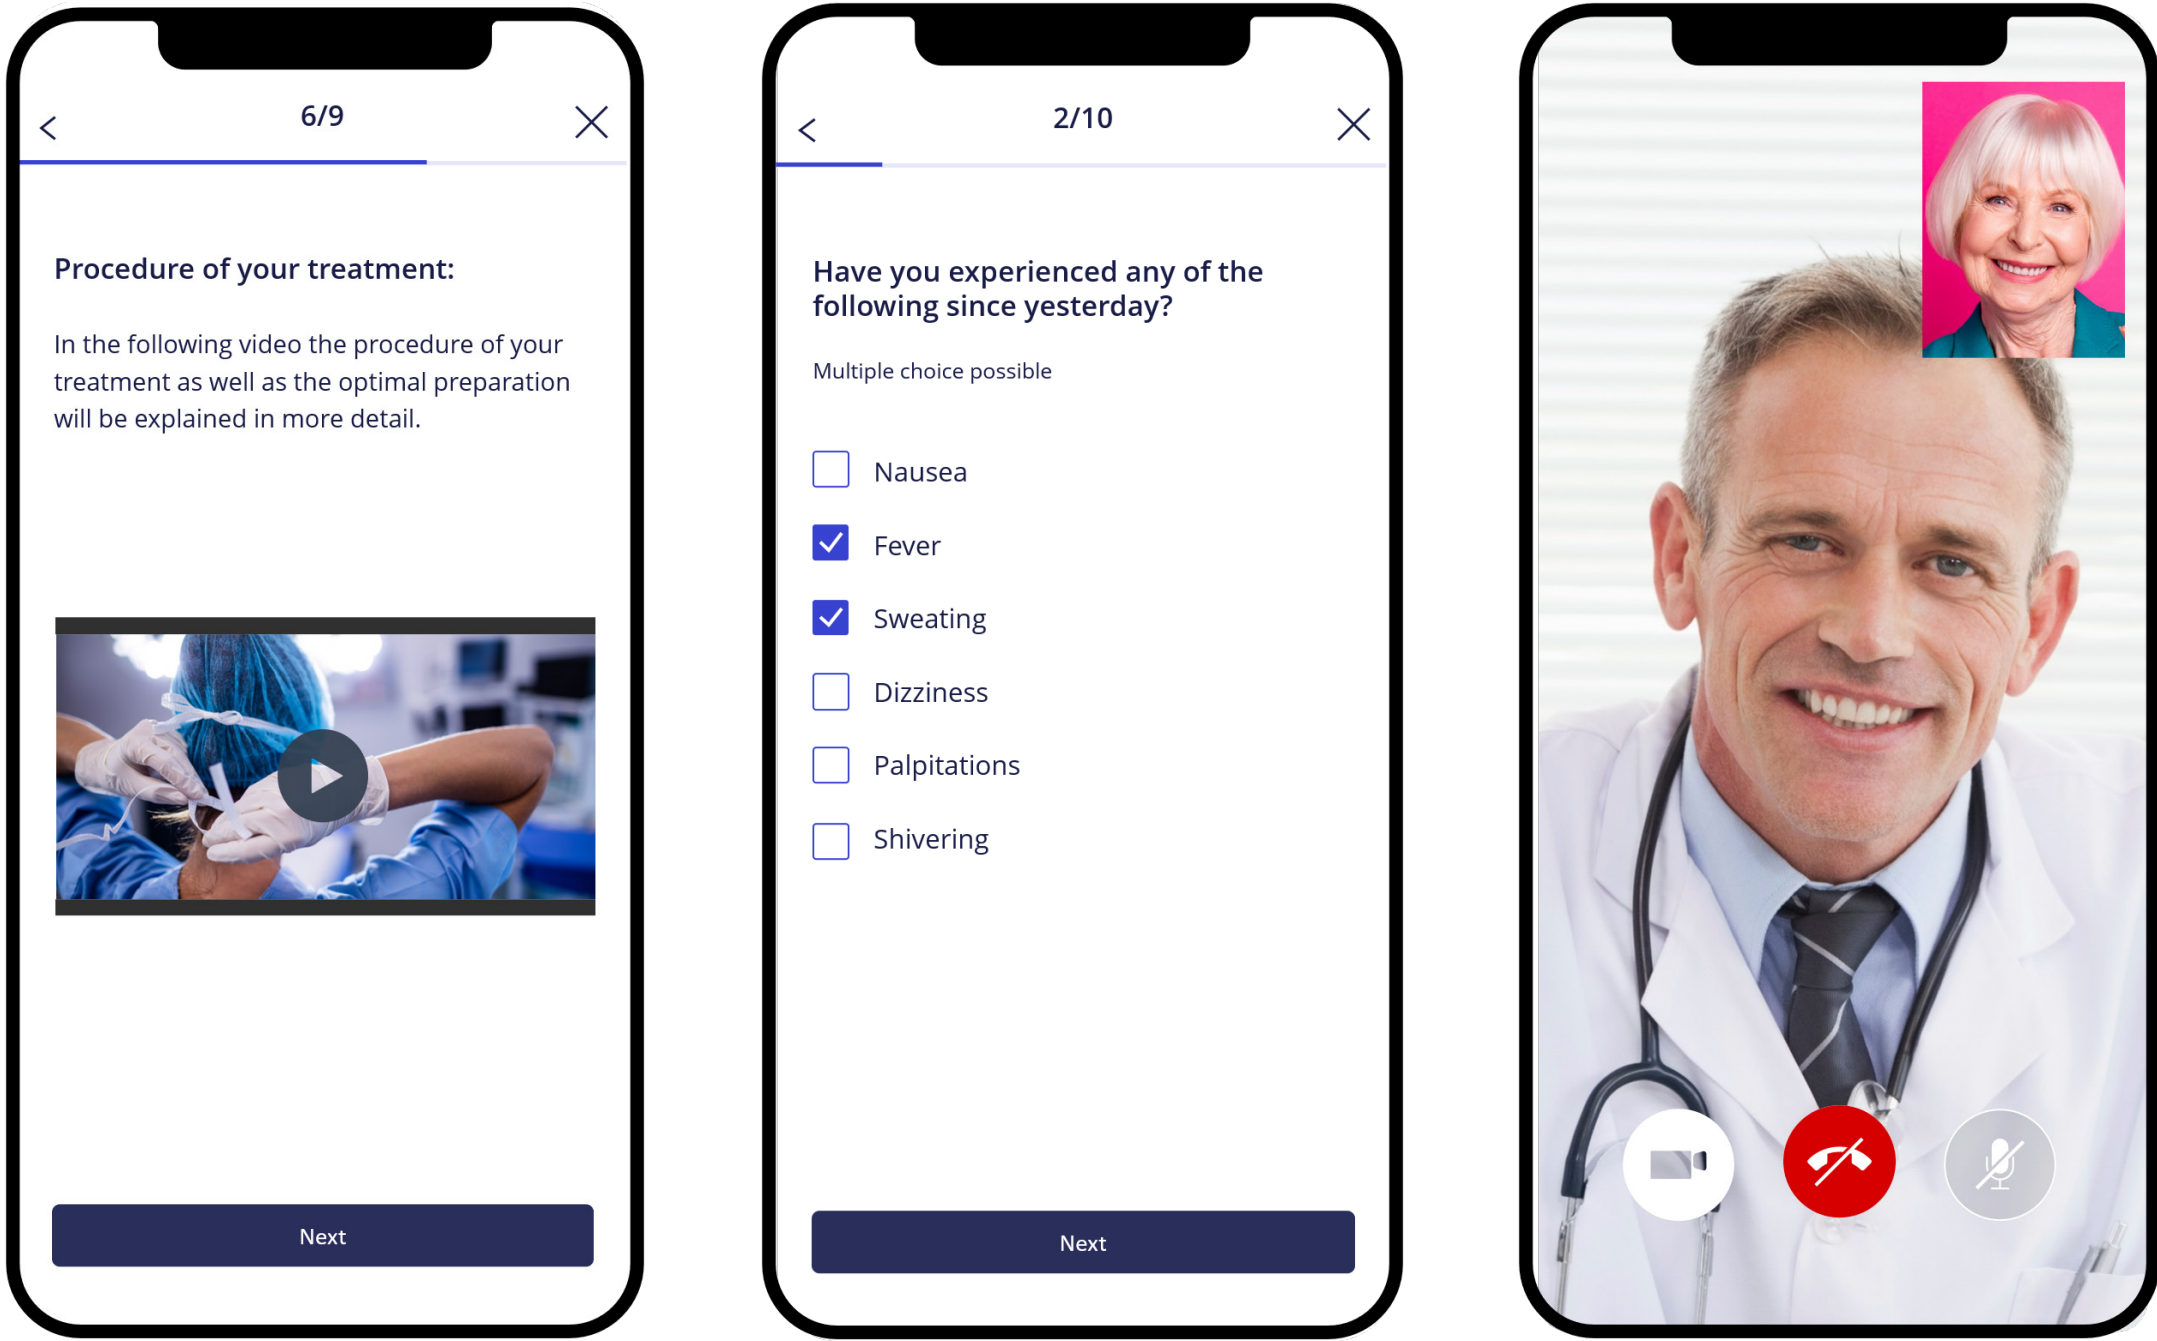 6/9
Procedure of your treatment:
In the following video the procedure of your
treatment as well as the optimal preparation
will be explained in more detail.
Next
2/10
Have you experienced any of the
following since yesterday?
Multiple choice possible
Nausea
Fever
Sweating
Dizziness
Palpitations
Shivering
Next